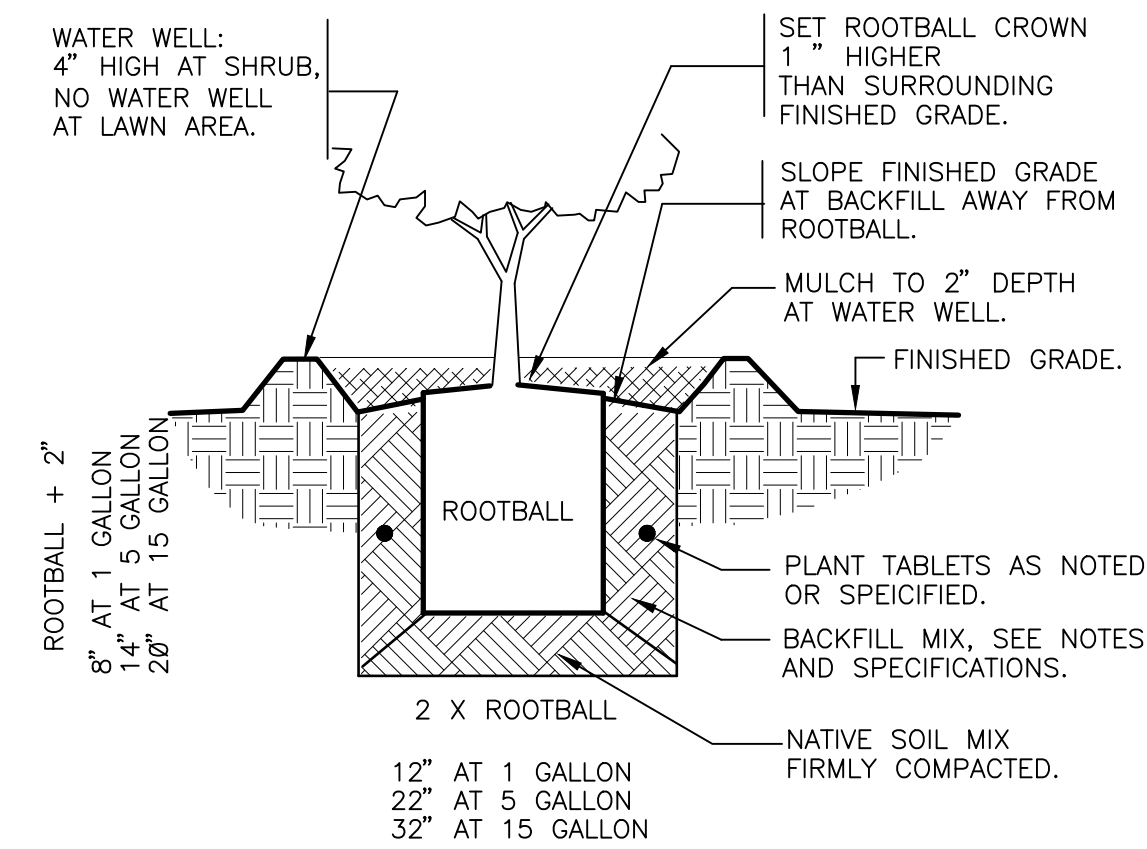 WATER WELL:
4" HIGH AT SHRUB,
NO WATER WELL
AT LAWN AREA.
SET ROOTBALL CROWN
1 " HIGHER
THAN SURROUNDING
FINISHED GRADE.
SLOPE FINISHED GRADE
AT BACKFILL AWAY FROM
ROOTBALL.
MULCH TO 2" DEPTH
AT WATER WELL.
FINISHED GRADE.
ROOTBALL + 2"
8" AT 1 GALLON
14" AT 5 GALLON
20" AT 15 GALLON
ROOTBALL
PLANT TABLETS AS NOTED
OR SPEICIFIED.
BACKFILL MIX, SEE NOTES
AND SPECIFICATIONS.
NATIVE SOIL MIX
FIRMLY COMPACTED.
2 X ROOTBALL
12" AT 1 GALLON
22" AT 5 GALLON
32" AT 15 GALLON